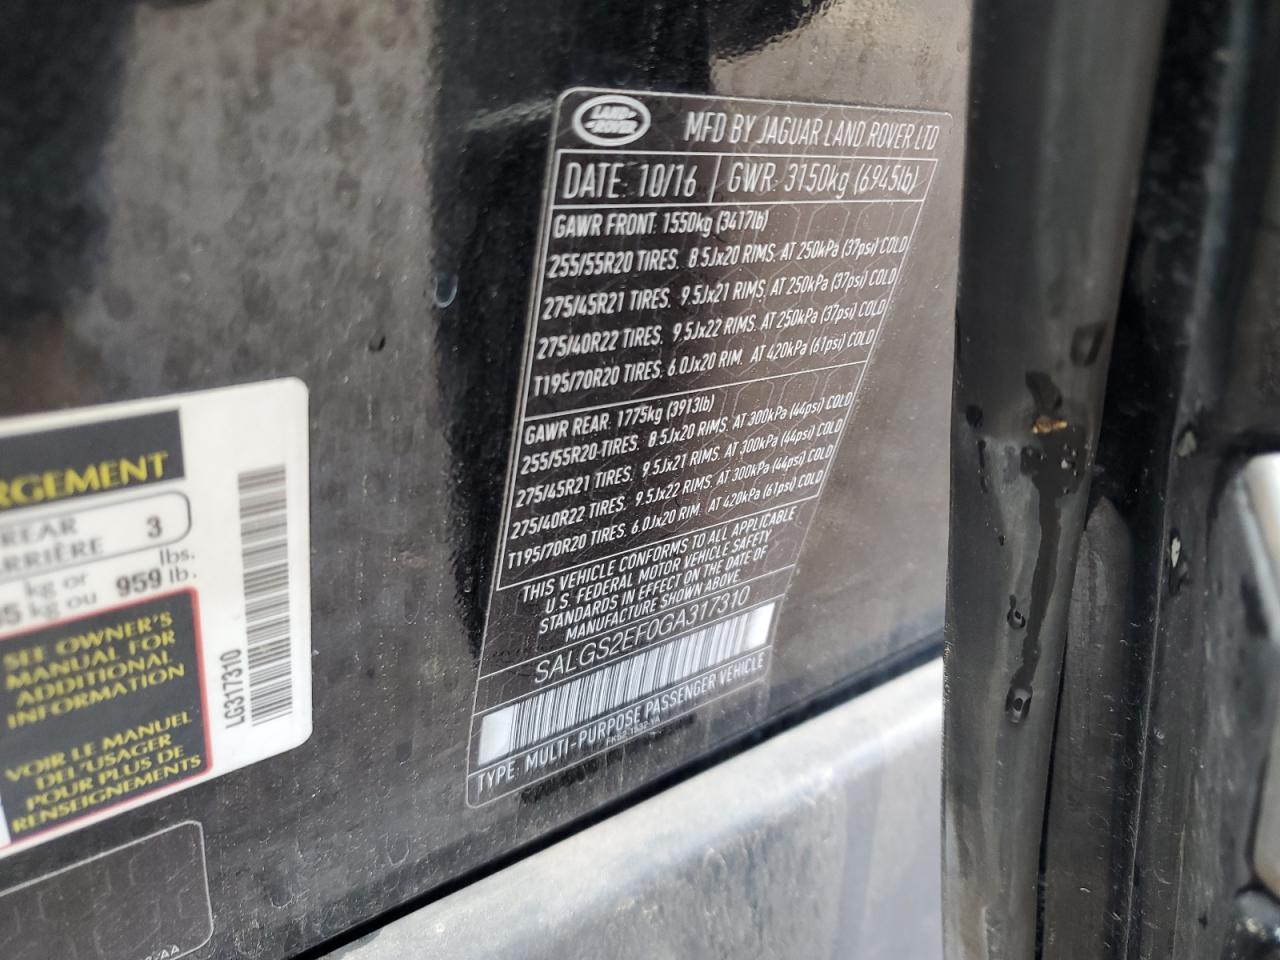 LAND ROVER
MFD BY JAGUAR LAND ROVER LTD
DATE: 10/16
GWR: 3150kg (6945lb)
GAWR FRONT: 1550kg (3417lb)
255/55R20 TIRES. 8.5Jx20 RIMS. AT 250kPa (37psi) COLD
275/45R21 TIRES. 9.5Jx21 RIMS. AT 250kPa (37psi) COLD
275/40R22 TIRES. 9.5Jx22 RIMS. AT 250kPa (37psi) COLD
T195/70R20 TIRES. 6.0Jx20 RIM. AT 420kPa (61psi) COLD
GAWR REAR: 1775kg (3913lb)
255/55R20 TIRES. 8.5Jx20 RIMS. AT 300kPa (44psi) COLD
275/45R21 TIRES. 9.5Jx21 RIMS. AT 300kPa (44psi) COLD
275/40R22 TIRES. 9.5Jx22 RIMS. AT 300kPa (44psi) COLD
T195/70R20 TIRES. 6.0Jx20 RIM. AT 420kPa (61psi) COLD
THIS VEHICLE CONFORMS TO ALL APPLICABLE
U.S. FEDERAL MOTOR VEHICLE SAFETY
STANDARDS IN EFFECT ON THE DATE OF
MANUFACTURE SHOWN ABOVE
SALGS2EF0GA317310
TYPE: MULTI-PURPOSE PASSENGER VEHICLE
RGEMENT
REAR 3
RRIÈRE
kg or lbs.
5 kg ou 959 lb.
SEE OWNER'S
MANUAL FOR
ADDITIONAL
INFORMATION
VOIR LE MANUEL
DEL'USAGER
POUR PLUS DE
RENSEIGNEMENTS
LG317310